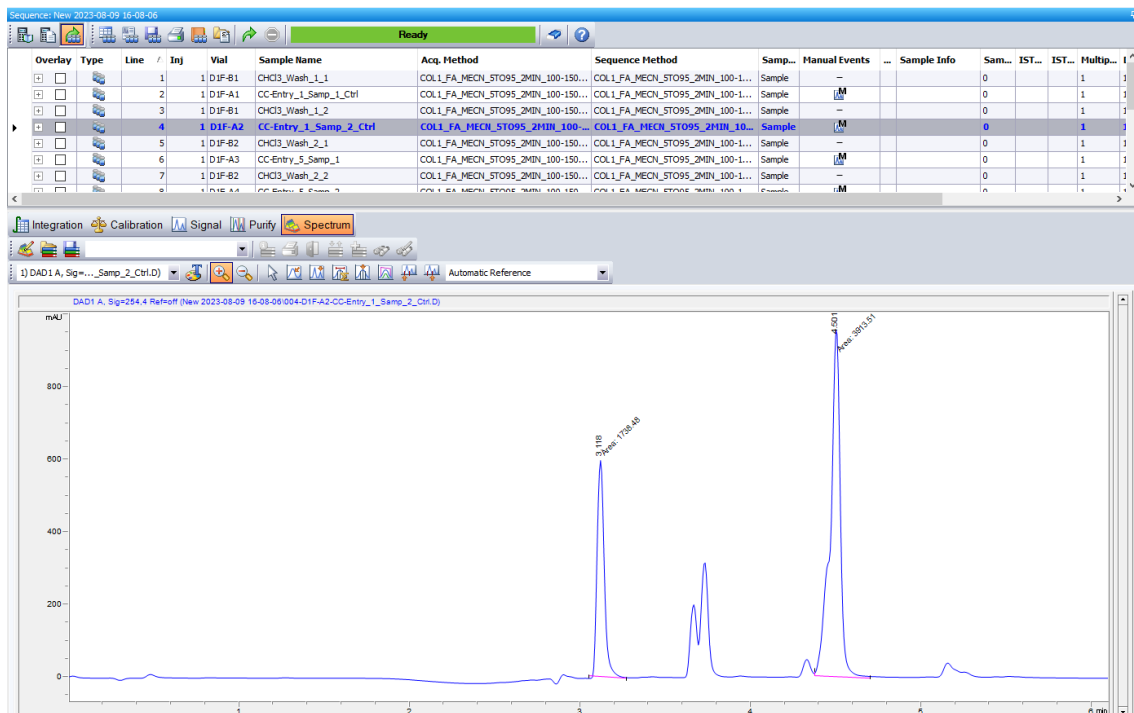 Sequence: New 2023-08-09 16-08-06
Ready
Overlay Type Line / Inj Vial Sample Name Acq. Method Sequence Method Samp... Manual Events ... Sample Info Sam... IST... IST... Multip...
1 1 D1F-B1 CHCl3_Wash_1_1 COL1_FA_MECN_5TO95_2MIN_100-150... COL1_FA_MECN_5TO95_2MIN_100-1... Sample – 0 1
2 1 D1F-A1 CC-Entry_1_Samp_1_Ctrl COL1_FA_MECN_5TO95_2MIN_100-150... COL1_FA_MECN_5TO95_2MIN_100-1... Sample M 0 1
3 1 D1F-B1 CHCl3_Wash_1_2 COL1_FA_MECN_5TO95_2MIN_100-150... COL1_FA_MECN_5TO95_2MIN_100-1... Sample – 0 1
4 1 D1F-A2 CC-Entry_1_Samp_2_Ctrl COL1_FA_MECN_5TO95_2MIN_100-... COL1_FA_MECN_5TO95_2MIN_10... Sample M 0 1
5 1 D1F-B2 CHCl3_Wash_2_1 COL1_FA_MECN_5TO95_2MIN_100-150... COL1_FA_MECN_5TO95_2MIN_100-1... Sample – 0 1
6 1 D1F-A3 CC-Entry_5_Samp_1 COL1_FA_MECN_5TO95_2MIN_100-150... COL1_FA_MECN_5TO95_2MIN_100-1... Sample M 0 1
7 1 D1F-B2 CHCl3_Wash_2_2 COL1_FA_MECN_5TO95_2MIN_100-150... COL1_FA_MECN_5TO95_2MIN_100-1... Sample – 0 1
Integration Calibration Signal Purify Spectrum
1) DAD1 A, Sig=..._Samp_2_Ctrl.D) Automatic Reference
DAD1 A, Sig=254,4 Ref=off (New 2023-08-09 16-08-06\004-D1F-A2-CC-Entry_1_Samp_2_Ctrl.D)
mAU
4.501
Area: 3913.51
800
3.118
Area: 1738.48
600
400
200
0
1 2 3 4 5 6 min